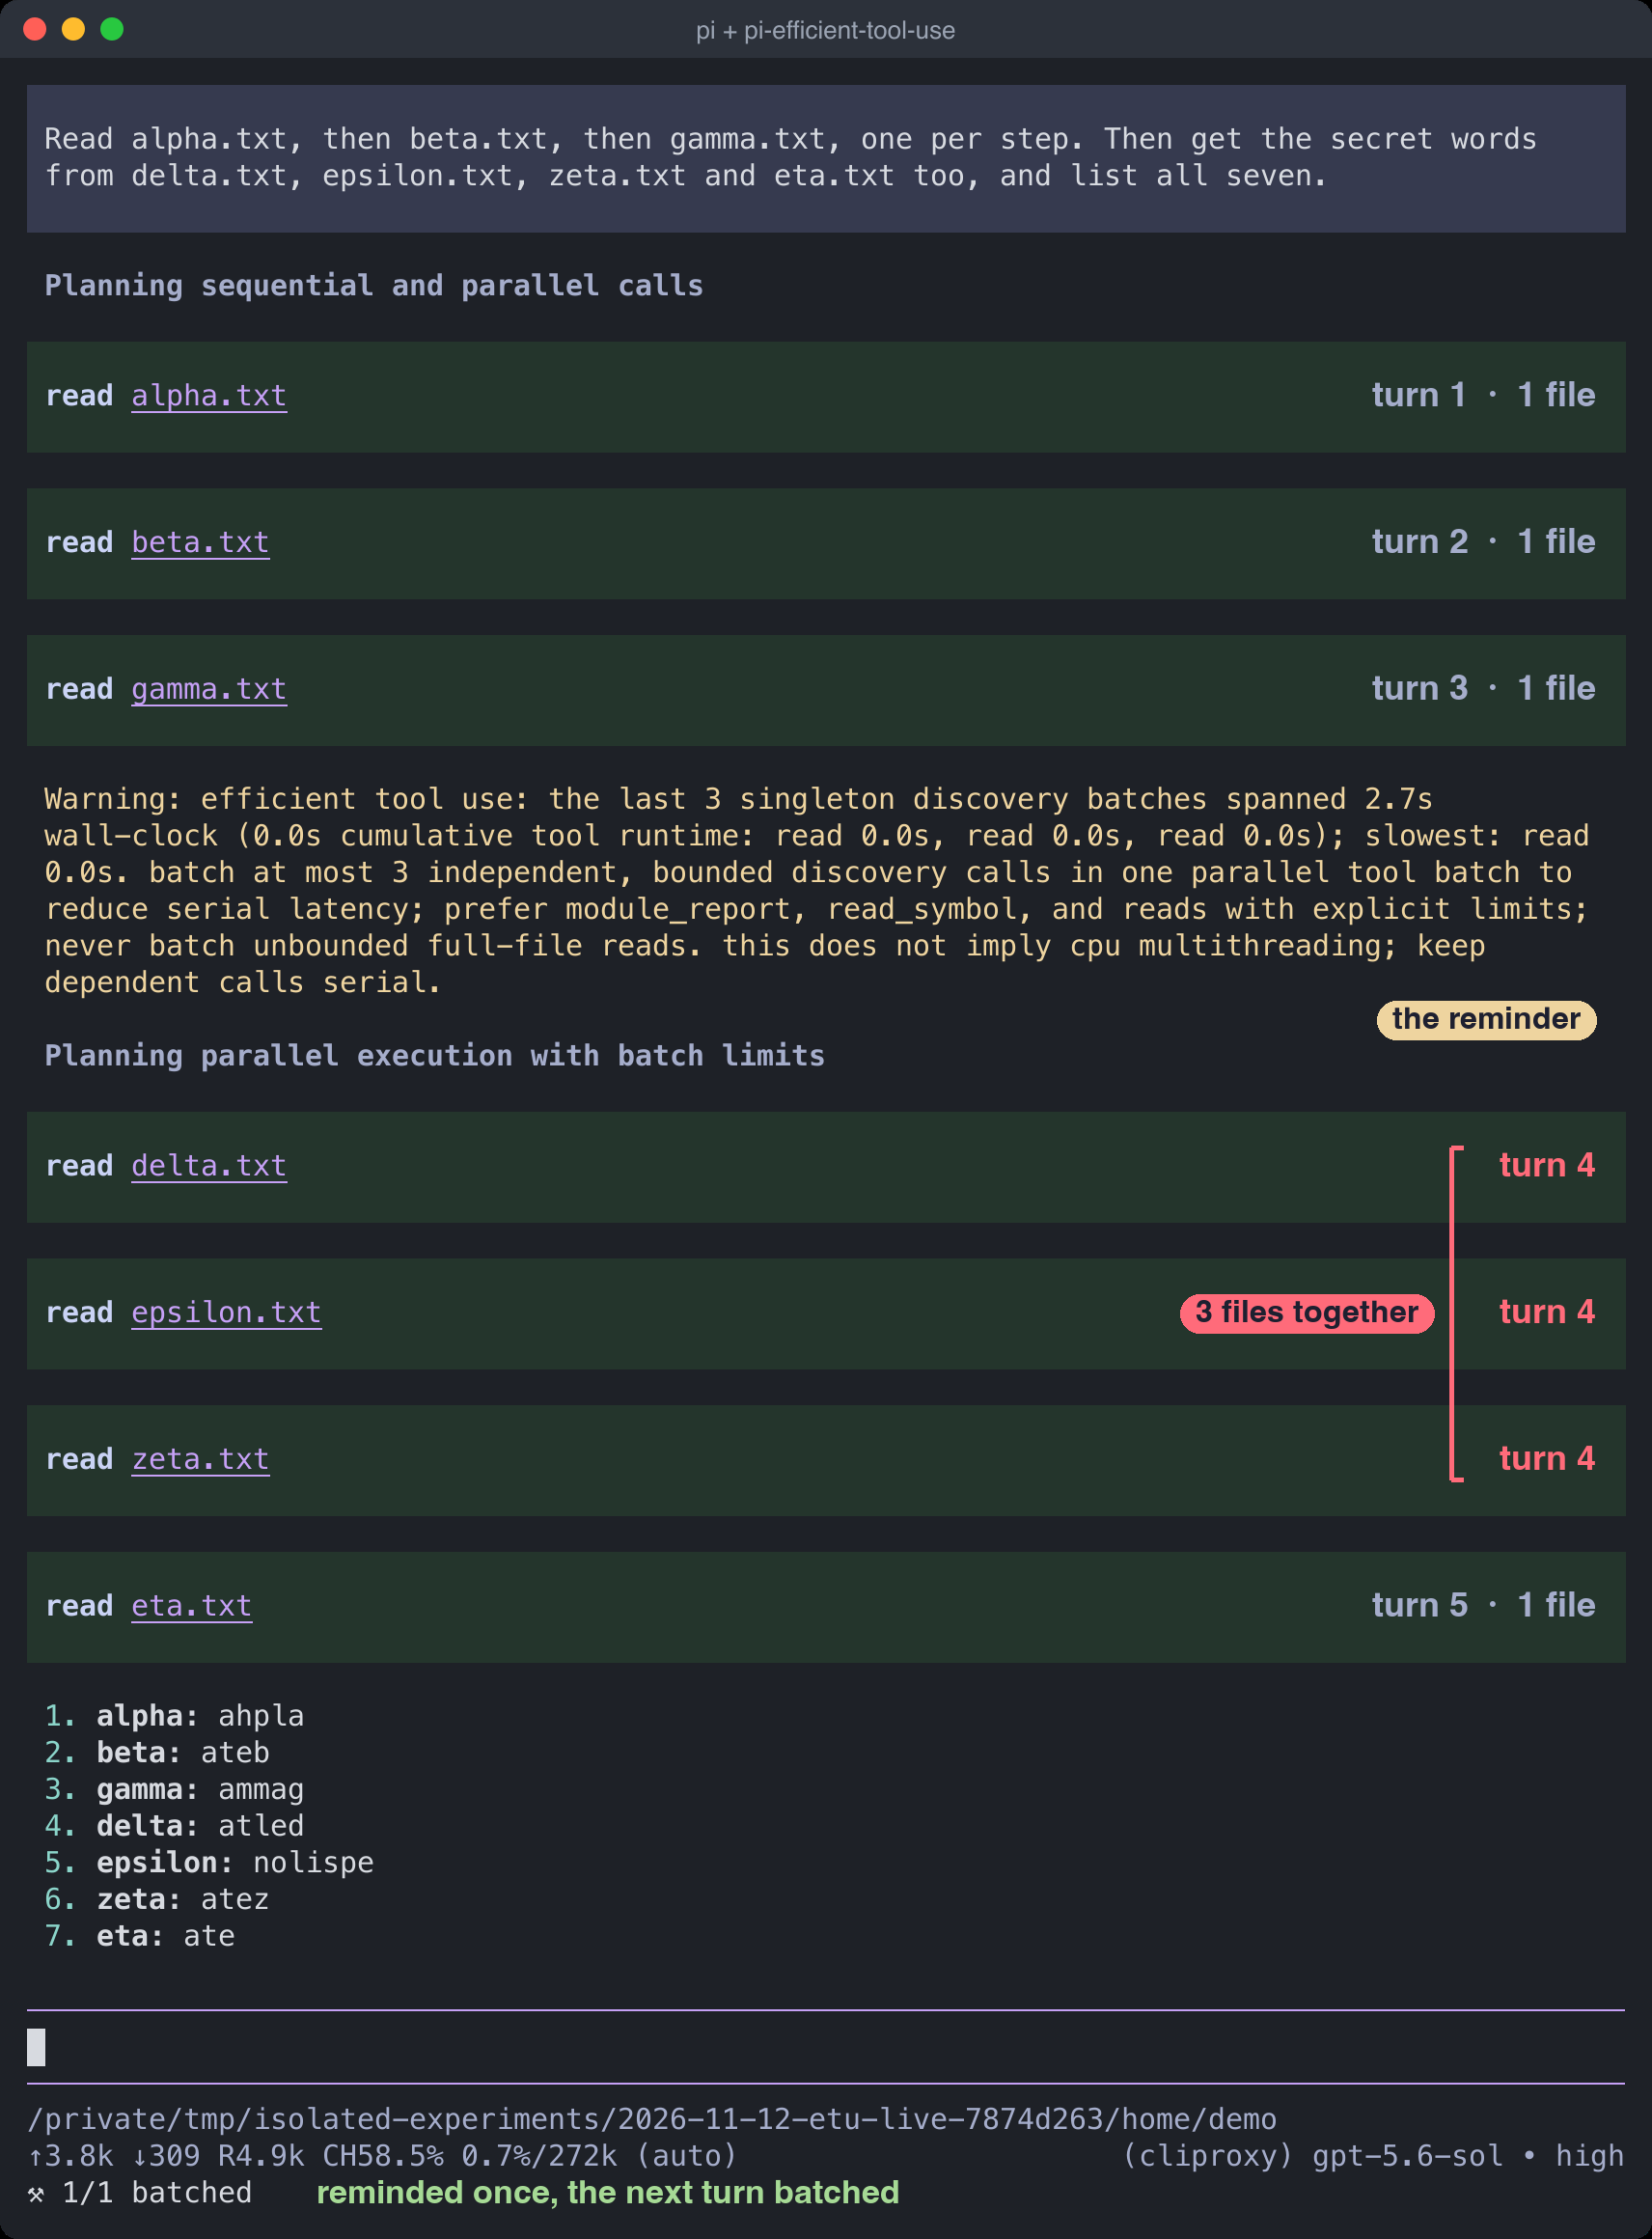 pi + pi-efficient-tool-use
Read alpha.txt, then beta.txt, then gamma.txt, one per step. Then get the secret words
from delta.txt, epsilon.txt, zeta.txt and eta.txt too, and list all seven.
Planning sequential and parallel calls
read alpha.txt turn 1 · 1 file
read beta.txt turn 2 · 1 file
read gamma.txt turn 3 · 1 file
Warning: efficient tool use: the last 3 singleton discovery batches spanned 2.7s
wall-clock (0.0s cumulative tool runtime: read 0.0s, read 0.0s, read 0.0s); slowest: read
0.0s. batch at most 3 independent, bounded discovery calls in one parallel tool batch to
reduce serial latency; prefer module_report, read_symbol, and reads with explicit limits;
never batch unbounded full-file reads. this does not imply cpu multithreading; keep
dependent calls serial.
the reminder
Planning parallel execution with batch limits
read delta.txt turn 4
read epsilon.txt 3 files together turn 4
read zeta.txt turn 4
read eta.txt turn 5 · 1 file
1. alpha: ahpla
2. beta: ateb
3. gamma: ammag
4. delta: atled
5. epsilon: nolispe
6. zeta: atez
7. eta: ate
/private/tmp/isolated-experiments/2026-11-12-etu-live-7874d263/home/demo
↑3.8k ↓309 R4.9k CH58.5% 0.7%/272k (auto) (cliproxy) gpt-5.6-sol • high
⚒ 1/1 batched reminded once, the next turn batched